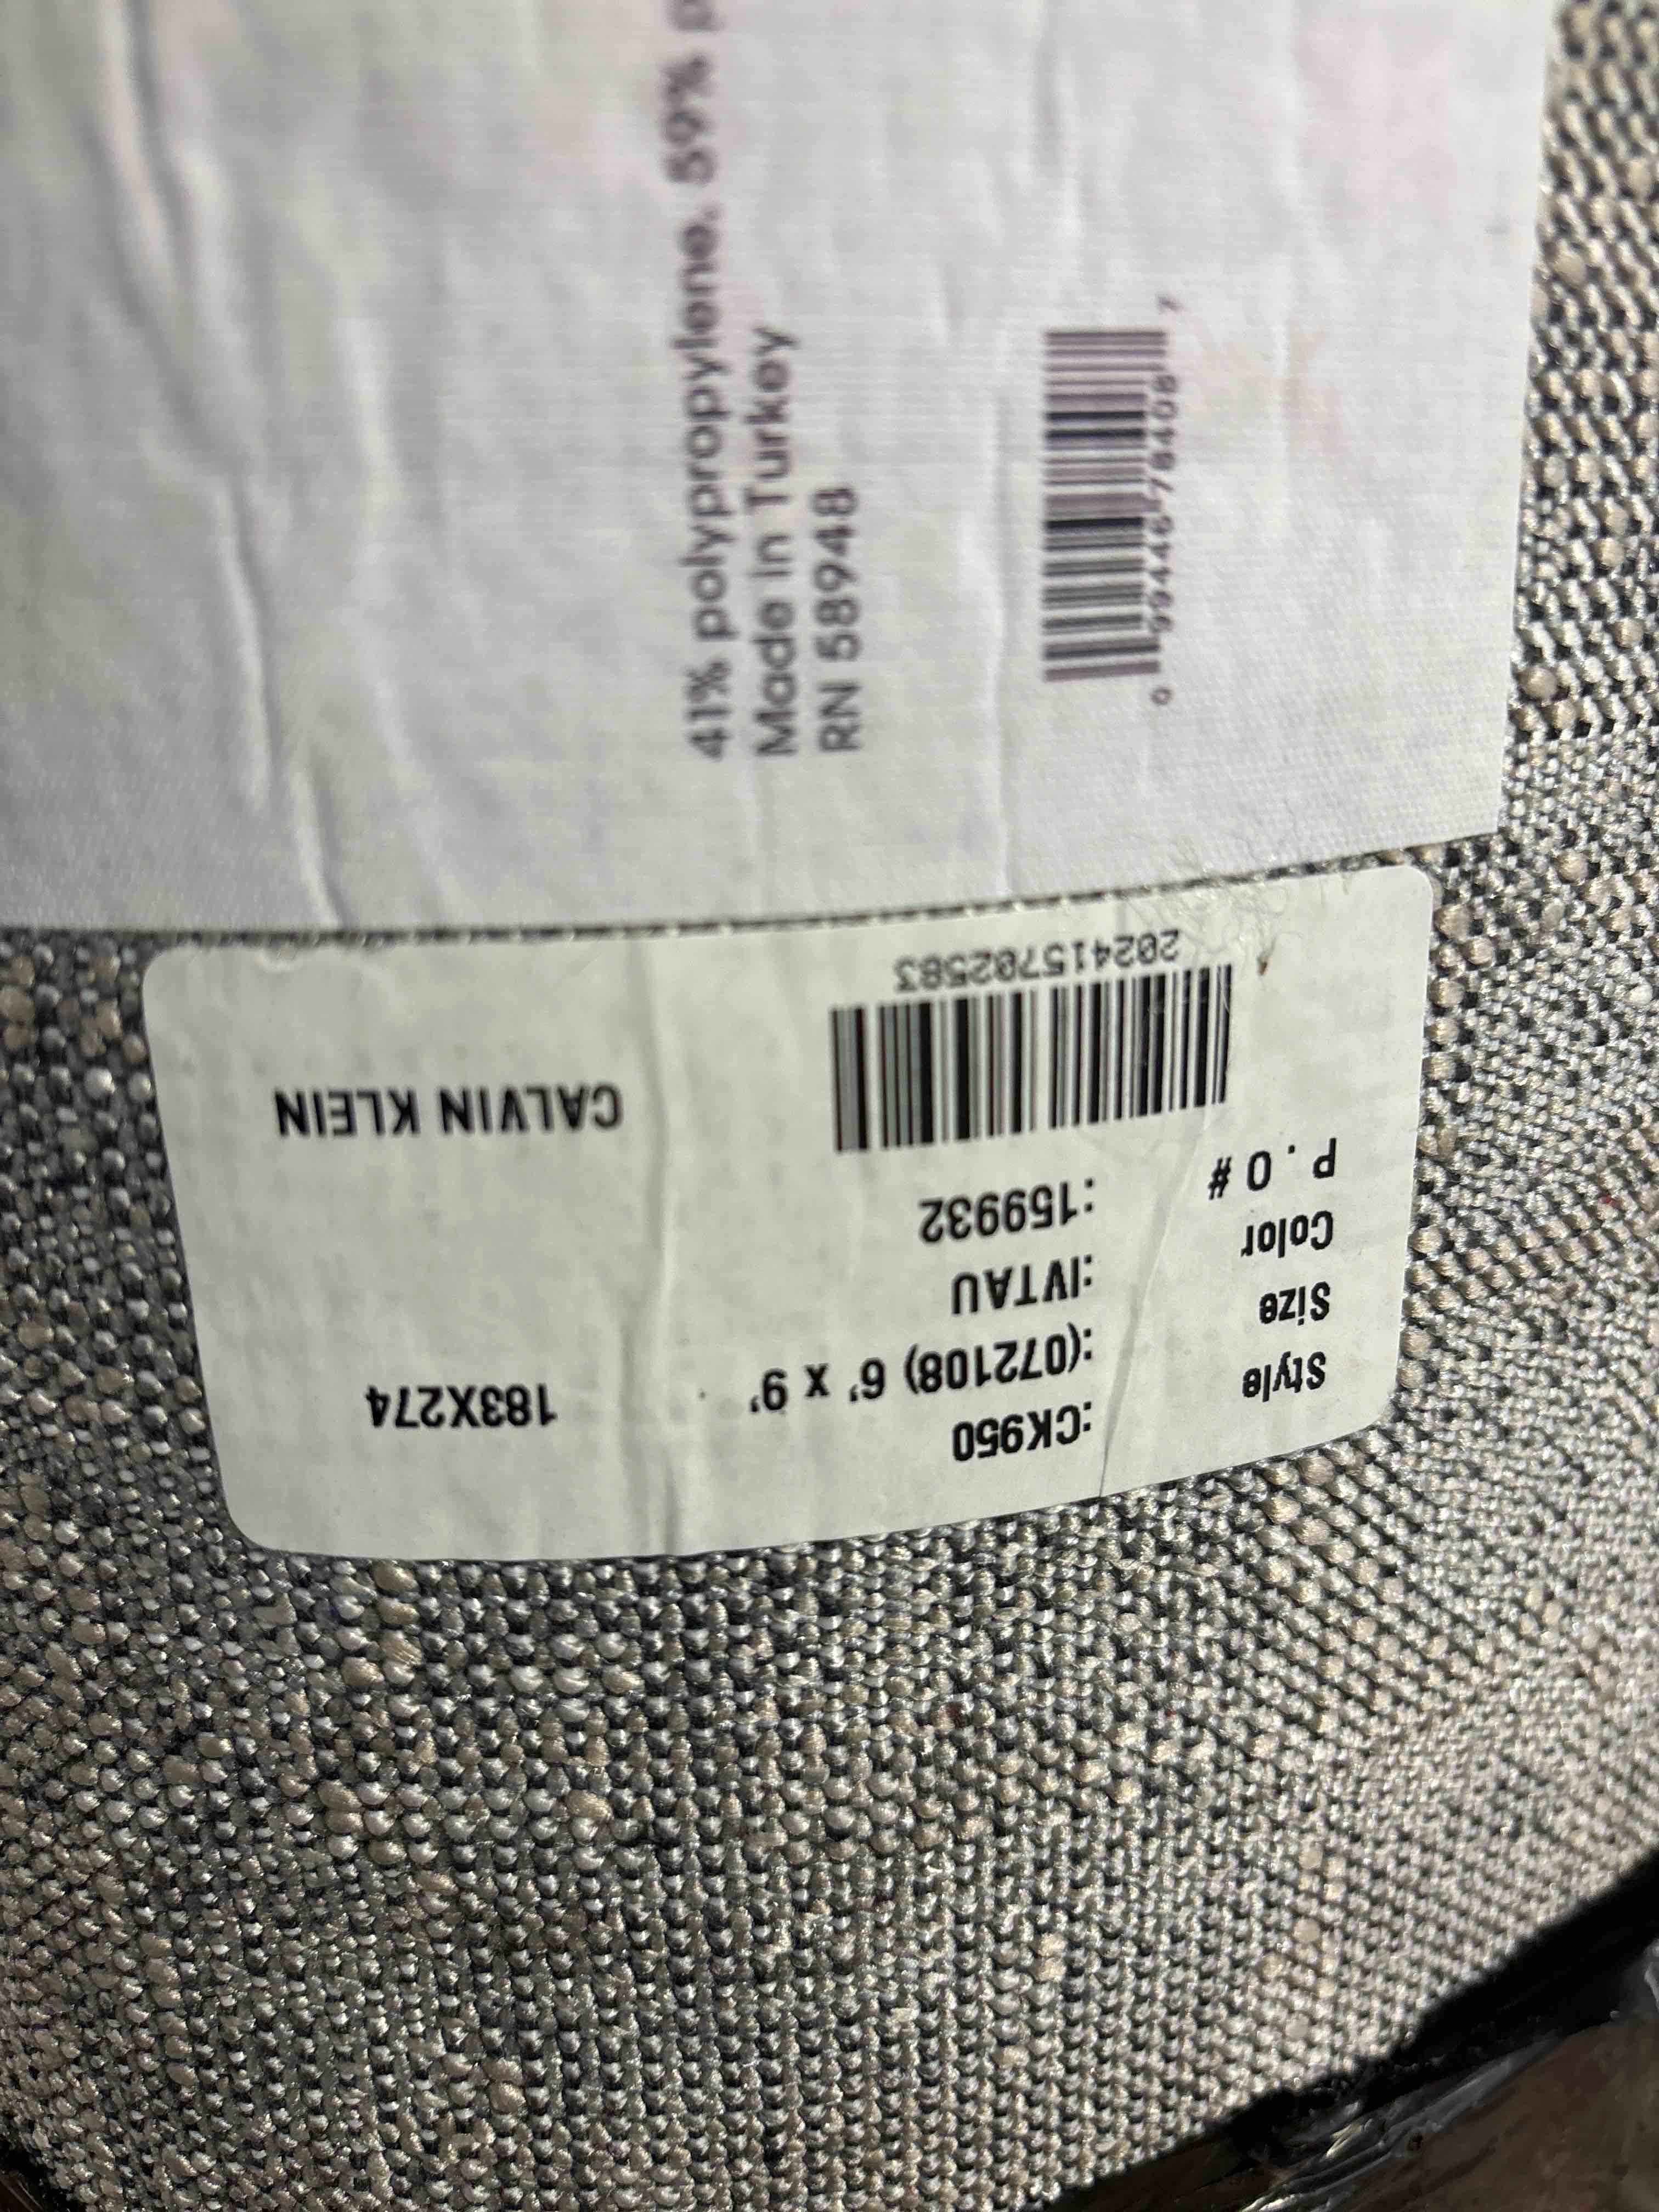 41% polypropylene, 59% p
Made in Turkey
RN 58948
0 99446 78408 7
Style :CK950
Size :(072108) 6' x 9' 183X274
Color :IVTAU
P.O# :159932
CALVIN KLEIN
202415702583